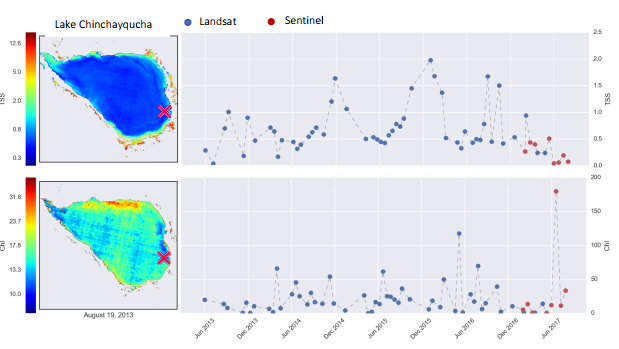 Lake Chinchayqucha
Landsat
Sentinel
12.6
5.0
2.0
0.8
0.3
TSS
2.5
2.0
1.5
1.0
0.5
0.0
TSS
31.6
23.7
17.8
13.3
10.0
Chl
200
150
100
50
0
Chl
August 19, 2013
Jun 2013
Dec 2013
Jun 2014
Dec 2014
Jun 2015
Dec 2015
Jun 2016
Dec 2016
Jun 2017